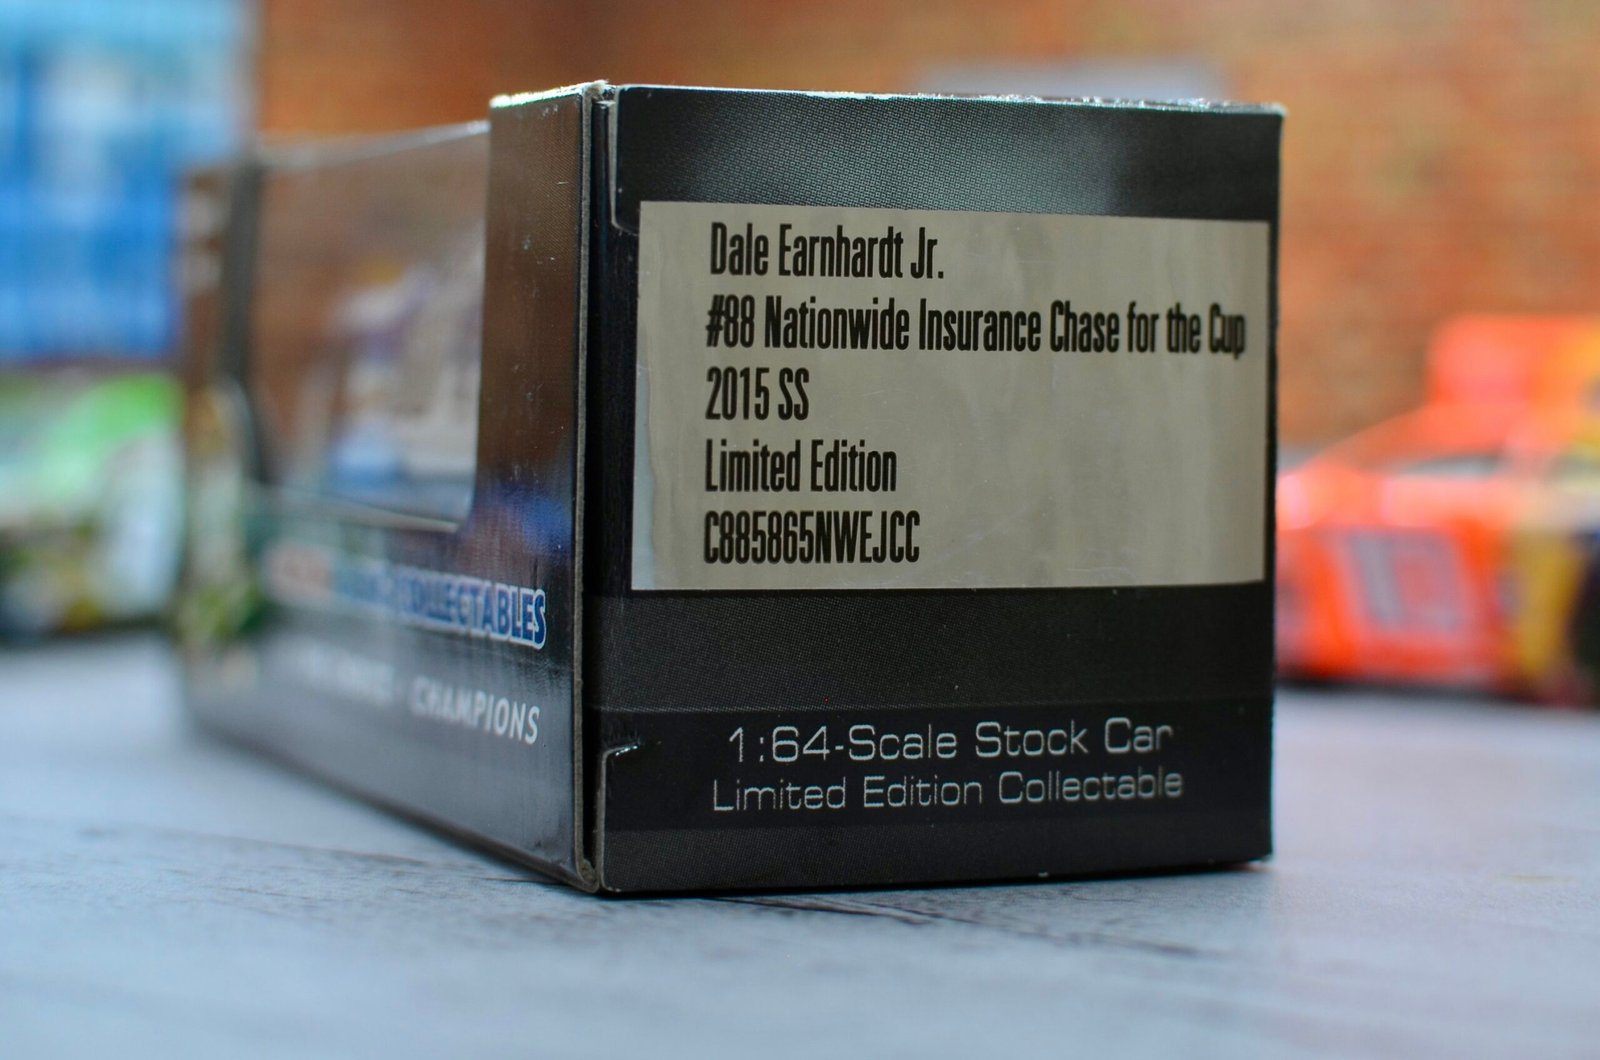 Dale Earnhardt Jr.
#88 Nationwide Insurance Chase for the Cup
2015 SS
Limited Edition
C885865NWEJCC
1:64-Scale Stock Car
Limited Edition Collectable
COLLECTABLES
CHAMPIONS